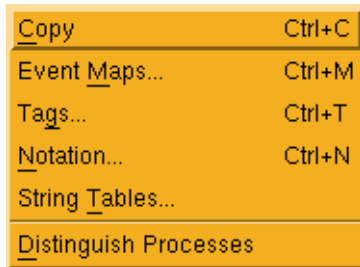 Copy Ctrl+C
Event Maps... Ctrl+M
Tags... Ctrl+T
Notation... Ctrl+N
String Tables...
Distinguish Processes